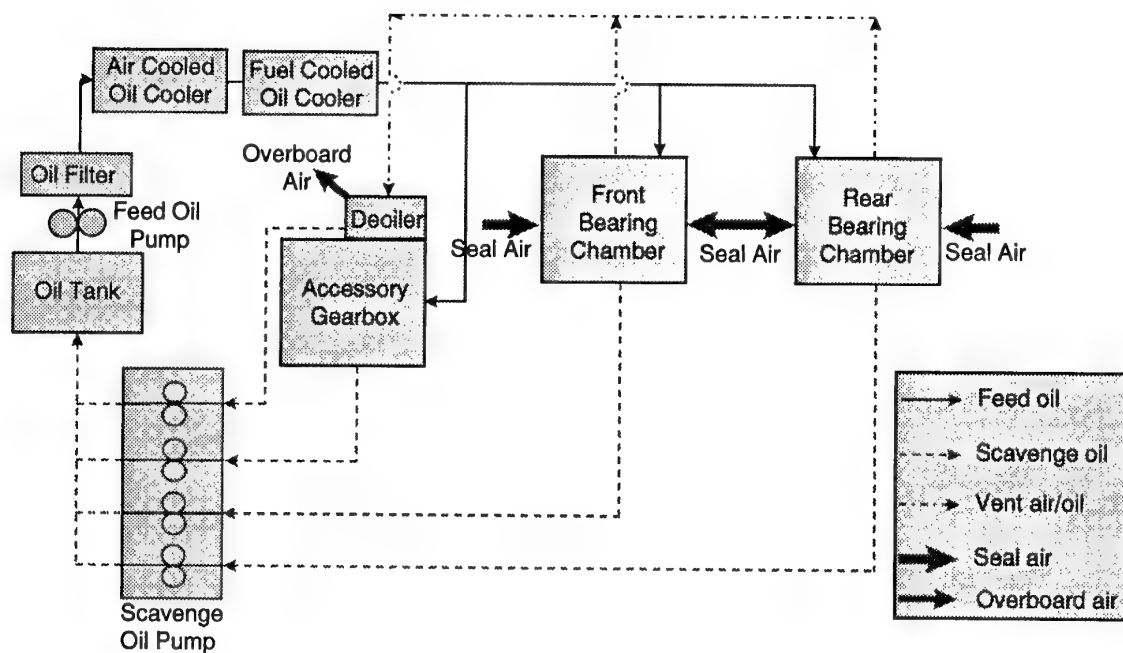 Air Cooled
Oil Cooler
Fuel Cooled
Oil Cooler
Oil Filter
Feed Oil
Pump
Oil Tank
Overboard
Air
Deoiler
Accessory
Gearbox
Seal Air
Front
Bearing
Chamber
Seal Air
Rear
Bearing
Chamber
Seal Air
Scavenge
Oil Pump
Feed oil
Scavenge oil
Vent air/oil
Seal air
Overboard air